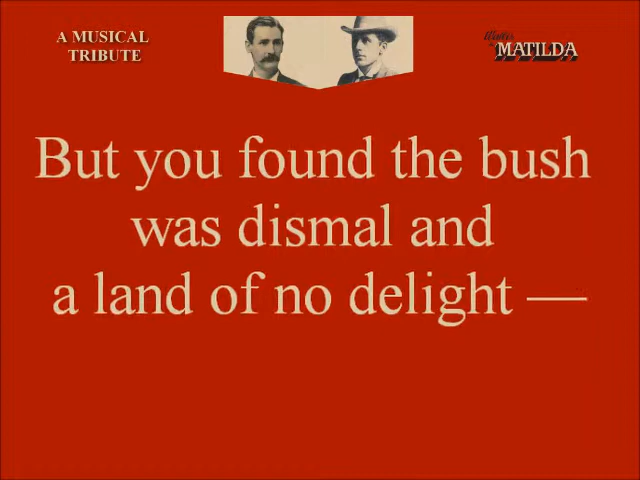 A MUSICAL
TRIBUTE
MATILDA
But you found the bush
was dismal and
a land of no delight —